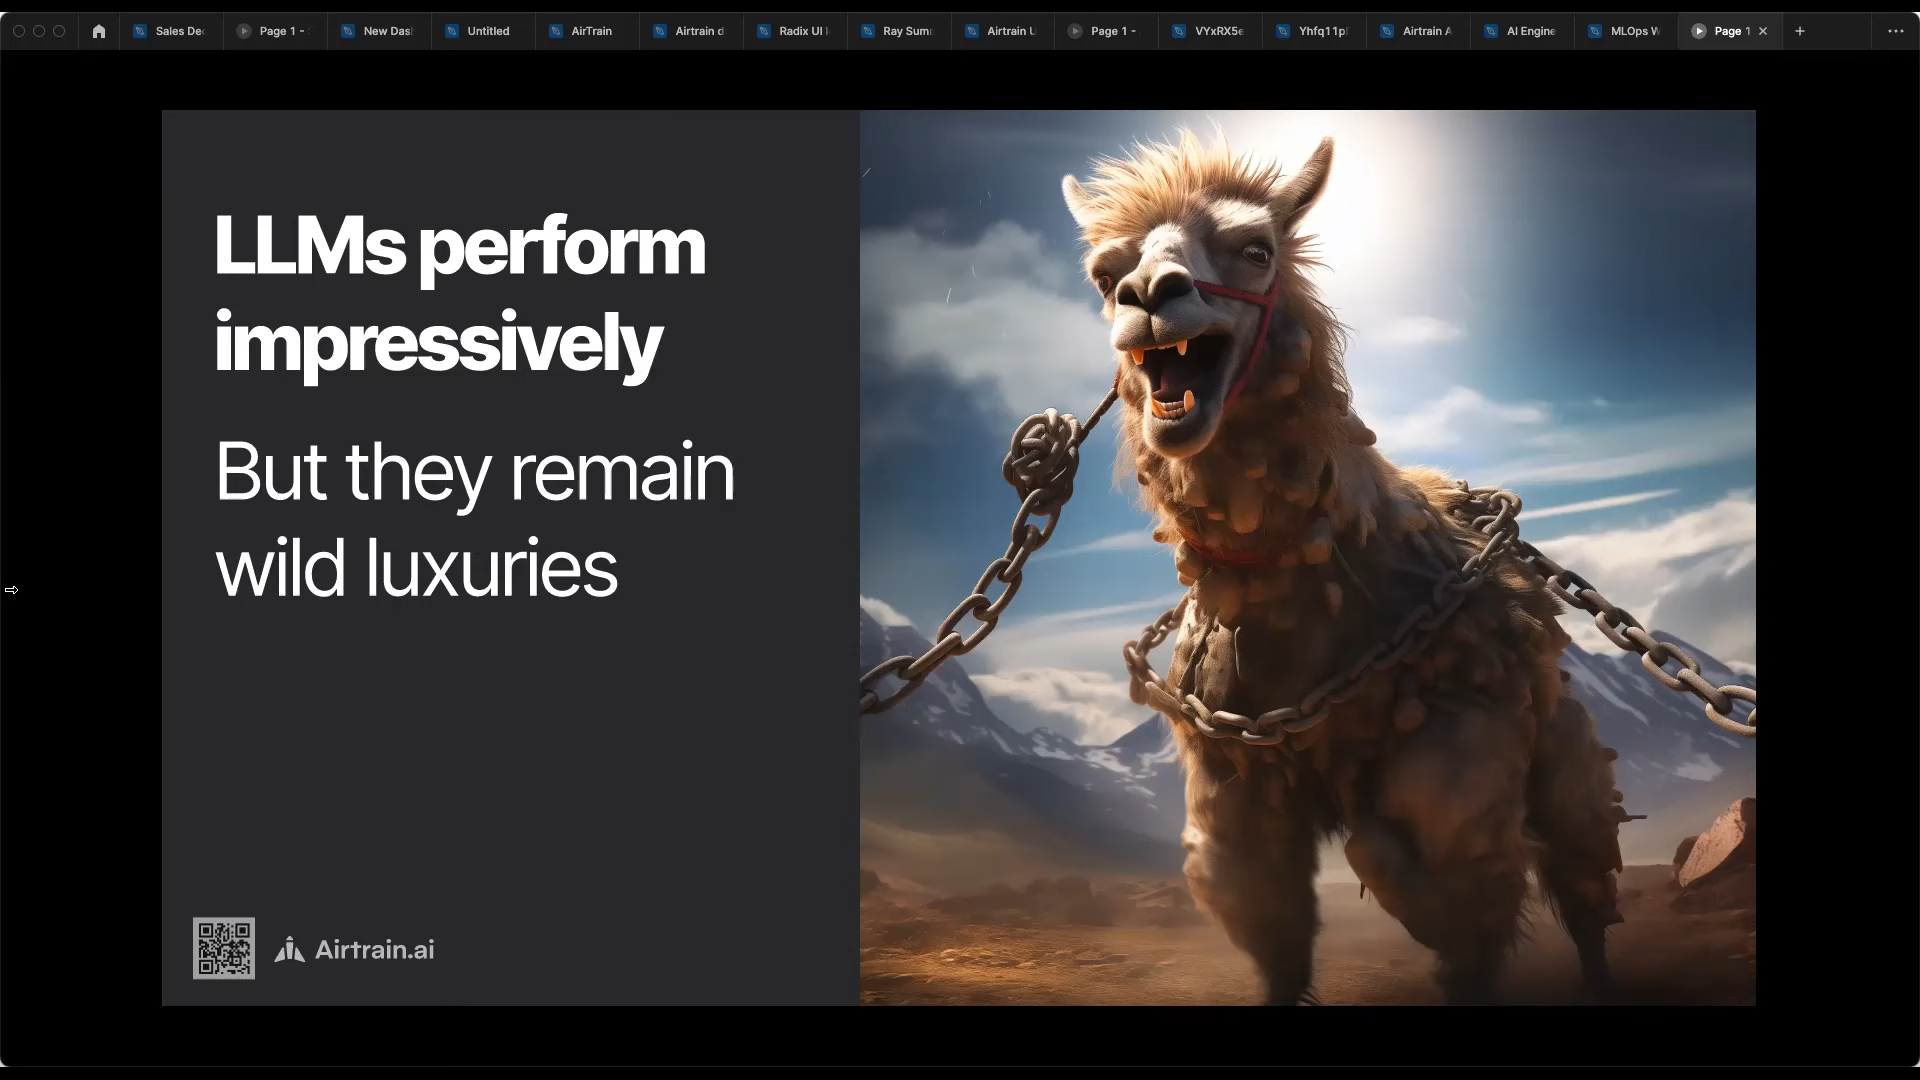 Sales De
Page 1 -
New Das
Untitled
AirTrain
Airtrain d
Radix UI
Ray Sum
Airtrain U
Page 1 -
VYxRX5e
Yhfq11p
Airtrain A
AI Engine
MLOps W
Page 1
LLMs perform
impressively
But they remain
wild luxuries
Airtrain.ai